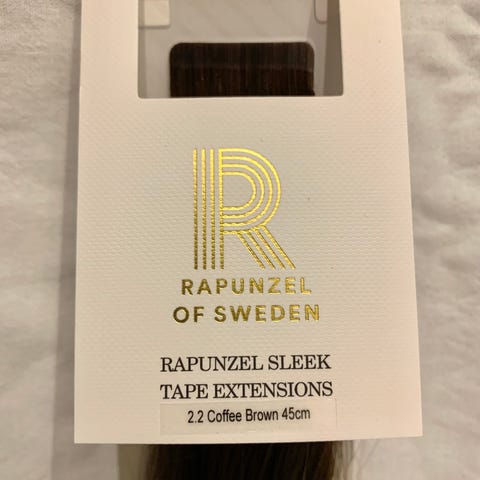 R
RAPUNZEL
OF SWEDEN
RAPUNZEL SLEEK
TAPE EXTENSIONS
2.2 Coffee Brown 45cm